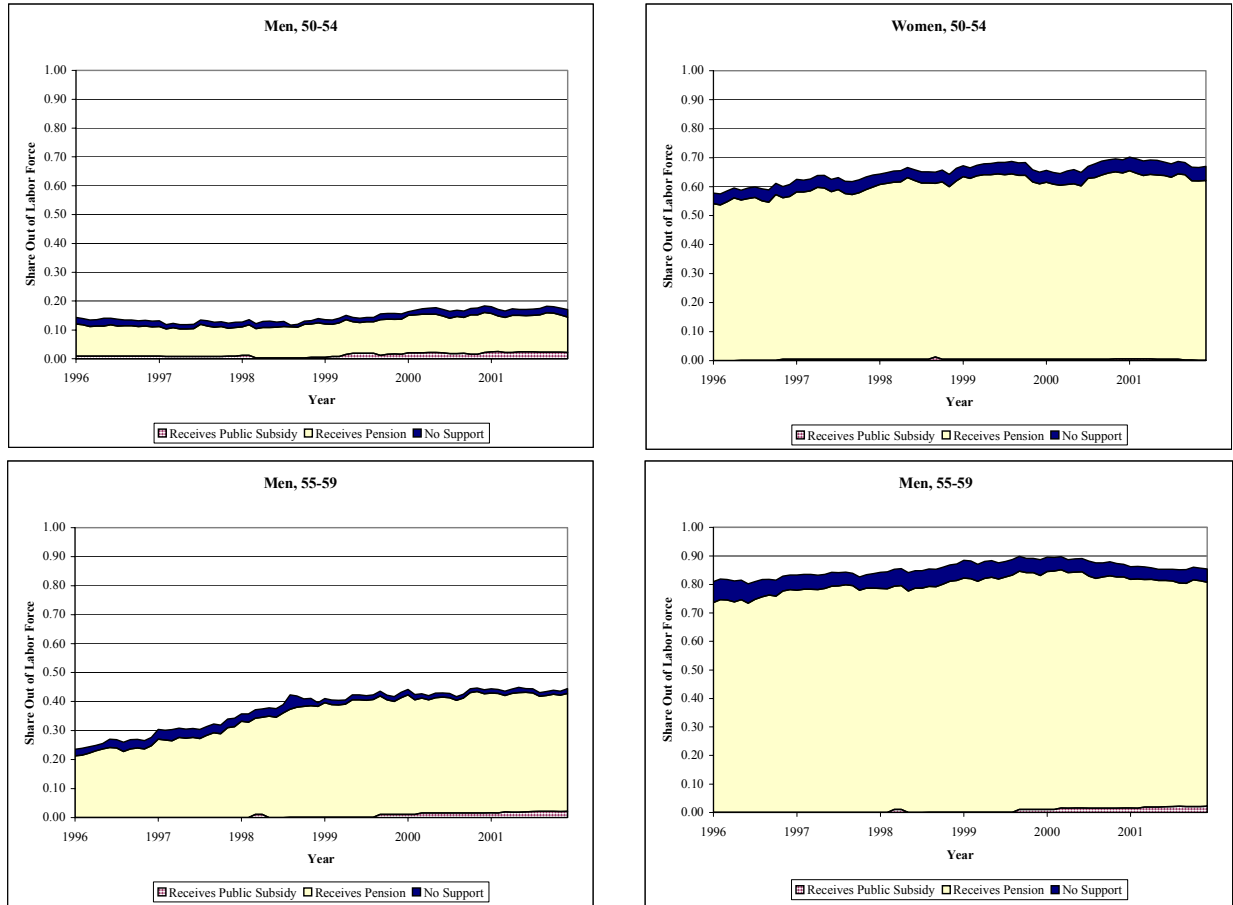 Men, 50-54
Share Out of Labor Force
1.00
0.90
0.80
0.70
0.60
0.50
0.40
0.30
0.20
0.10
0.00
1996 1997 1998 1999 2000 2001
Year
Receives Public Subsidy Receives Pension No Support
Women, 50-54
Share Out of Labor Force
1.00
0.90
0.80
0.70
0.60
0.50
0.40
0.30
0.20
0.10
0.00
1996 1997 1998 1999 2000 2001
Year
Receives Public Subsidy Receives Pension No Support
Men, 55-59
Share Out of Labor Force
1.00
0.90
0.80
0.70
0.60
0.50
0.40
0.30
0.20
0.10
0.00
1996 1997 1998 1999 2000 2001
Year
Receives Public Subsidy Receives Pension No Support
Men, 55-59
Share Out of Labor Force
1.00
0.90
0.80
0.70
0.60
0.50
0.40
0.30
0.20
0.10
0.00
1996 1997 1998 1999 2000 2001
Year
Receives Public Subsidy Receives Pension No Support